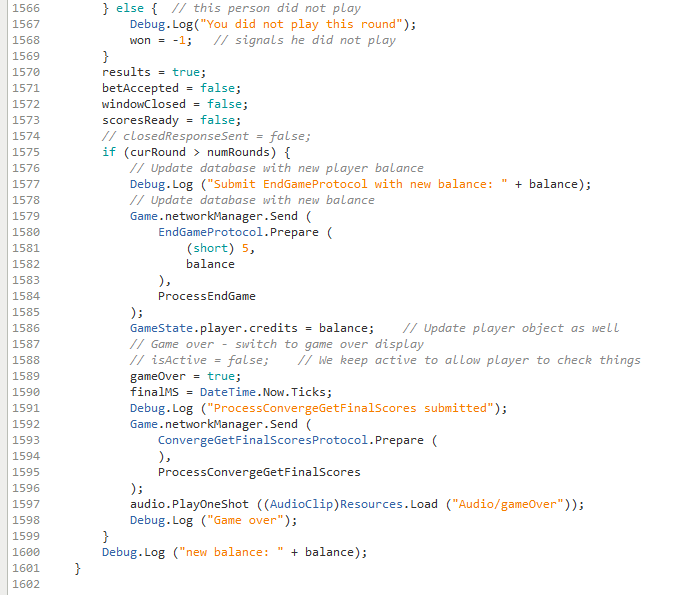 1566         } else {  // this person did not play
1567             Debug.Log("You did not play this round");
1568             won = -1;   // signals he did not play
1569         }
1570         results = true;
1571         betAccepted = false;
1572         windowClosed = false;
1573         scoresReady = false;
1574         // closedResponseSent = false;
1575         if (curRound > numRounds) {
1576             // Update database with new player balance
1577             Debug.Log ("Submit EndGameProtocol with new balance: " + balance);
1578             // Update database with new balance
1579             Game.networkManager.Send (
1580                 EndGameProtocol.Prepare (
1581                     (short) 5,
1582                     balance
1583                 ),
1584                 ProcessEndGame
1585             );
1586             GameState.player.credits = balance;    // Update player object as well
1587             // Game over - switch to game over display
1588             // isActive = false;    // We keep active to allow player to check things
1589             gameOver = true;
1590             finalMS = DateTime.Now.Ticks;
1591             Debug.Log ("ProcessConvergeGetFinalScores submitted");
1592             Game.networkManager.Send (
1593                 ConvergeGetFinalScoresProtocol.Prepare (
1594                 ),
1595                 ProcessConvergeGetFinalScores
1596             );
1597             audio.PlayOneShot ((AudioClip)Resources.Load ("Audio/gameOver"));
1598             Debug.Log ("Game over");
1599         }
1600         Debug.Log ("new balance: " + balance);
1601     }
1602